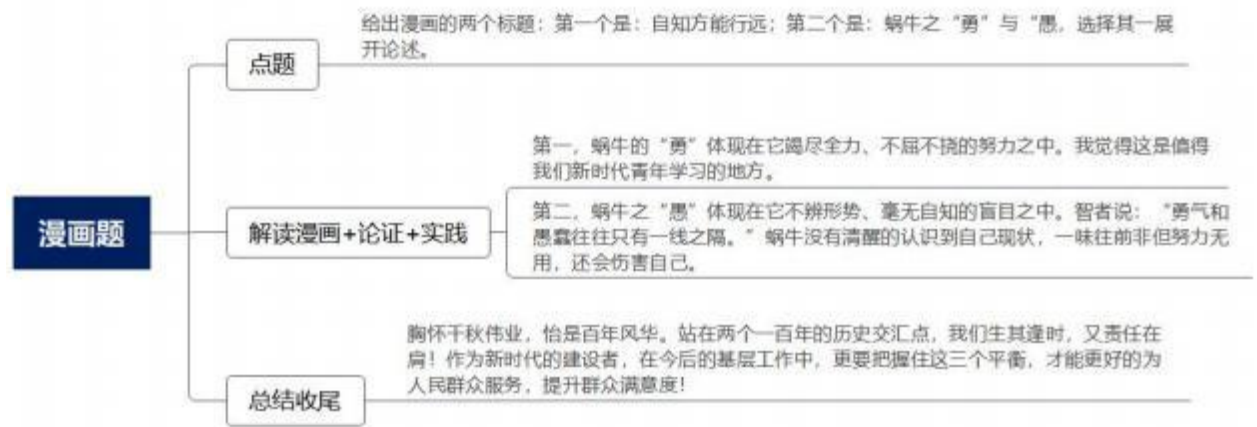 给出漫画的两个标题：第一个是：自知方能行远；第二个是：蜗牛之“勇”与“愚，选择其一展
开论述。
点题
第一，蜗牛的“勇”体现在它竭尽全力、不屈不挠的努力之中。我觉得这是值得
我们新时代青年学习的地方。
漫画题
解读漫画+论证+实践
第二，蜗牛之“愚”体现在它不辨形势、毫无自知的盲目之中。智者说：“勇气和
愚蠢往往只有一线之隔。”蜗牛没有清醒的认识到自己现状，一味往前非但努力无
用，还会伤害自己。
胸怀千秋伟业，恰是百年风华。站在两个一百年的历史交汇点，我们生其逢时，又责任在
肩！作为新时代的建设者，在今后的基层工作中，更要把握住这三个平衡，才能更好的为
人民群众服务，提升群众满意度！
总结收尾